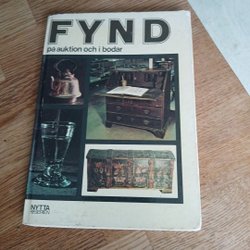 FYND
på auktion och i bodar
NYTTA